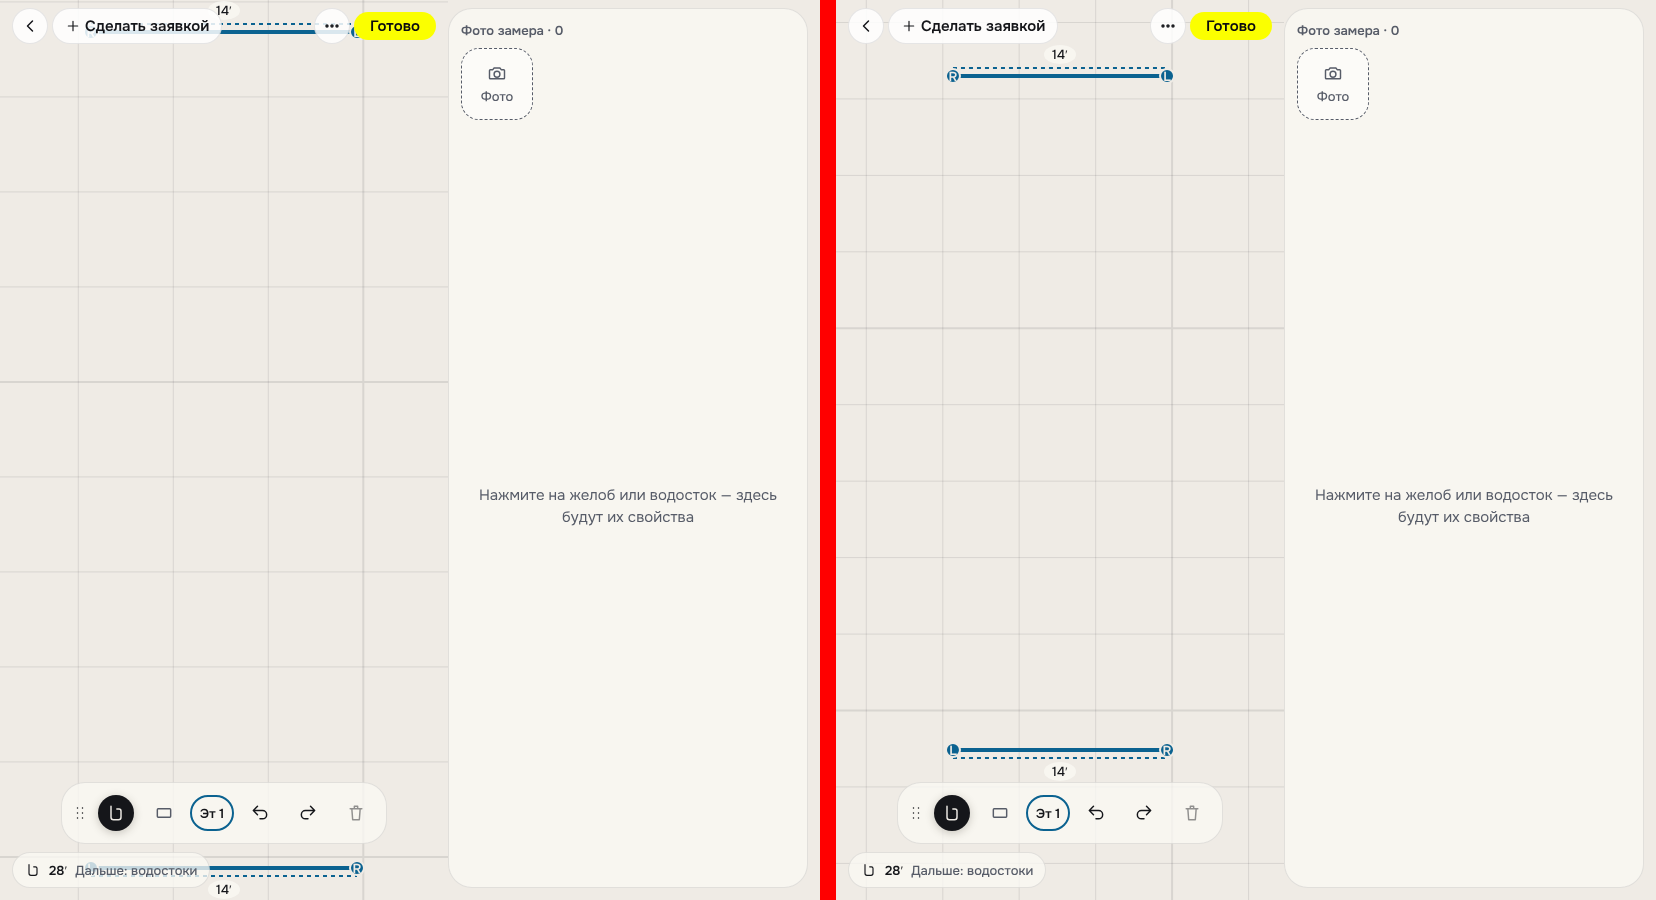 14′
Сделать заявкой
Готово
Фото замера · 0
Фото
Нажмите на желоб или водосток — здесь
будут их свойства
Эт 1
R
28′ Дальше: водостоки
14′
Сделать заявкой
Готово
14′
R
L
Фото замера · 0
Фото
Нажмите на желоб или водосток — здесь
будут их свойства
L
R
14′
Эт 1
28′ Дальше: водостоки